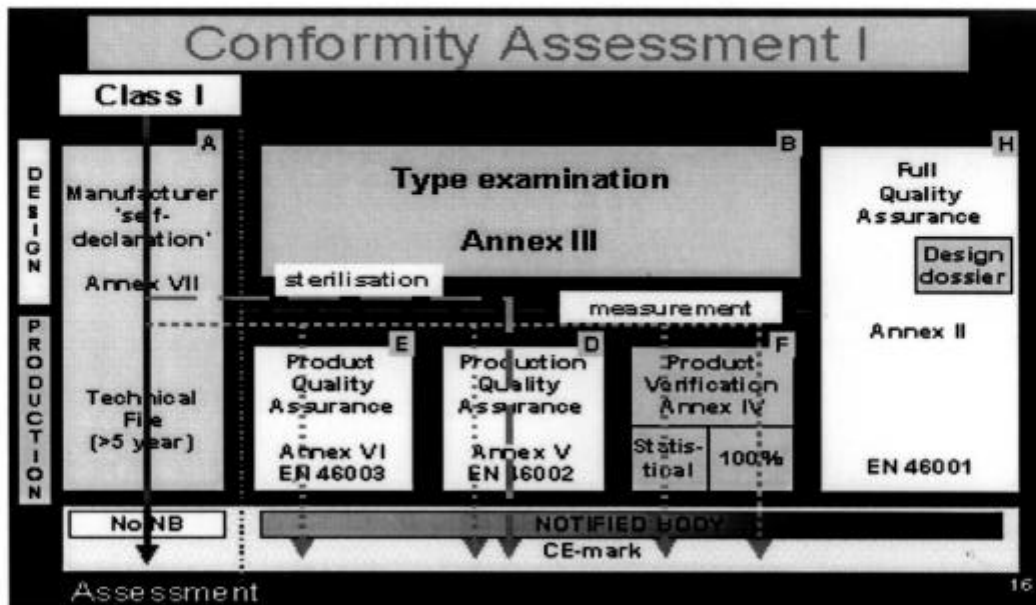 Conformity Assessment I
Class I
DESIGN
PRODUCTION
A
Manufacturer
'self-
declaration'
Annex VII
Technical
File
(>5 year)
B
Type examination
Annex III
sterilisation
measurement
E
Product
Quality
Assurance
Annex VI
EN 46003
D
Production
Quality
Assurance
Annex V
EN 46002
F
Product
Verification
Annex IV
Statis-
tical
100%
H
Full
Quality
Assurance
Design
dossier
Annex II
EN 46001
No NB
NOTIFIED BODY
CE-mark
Assessment
16